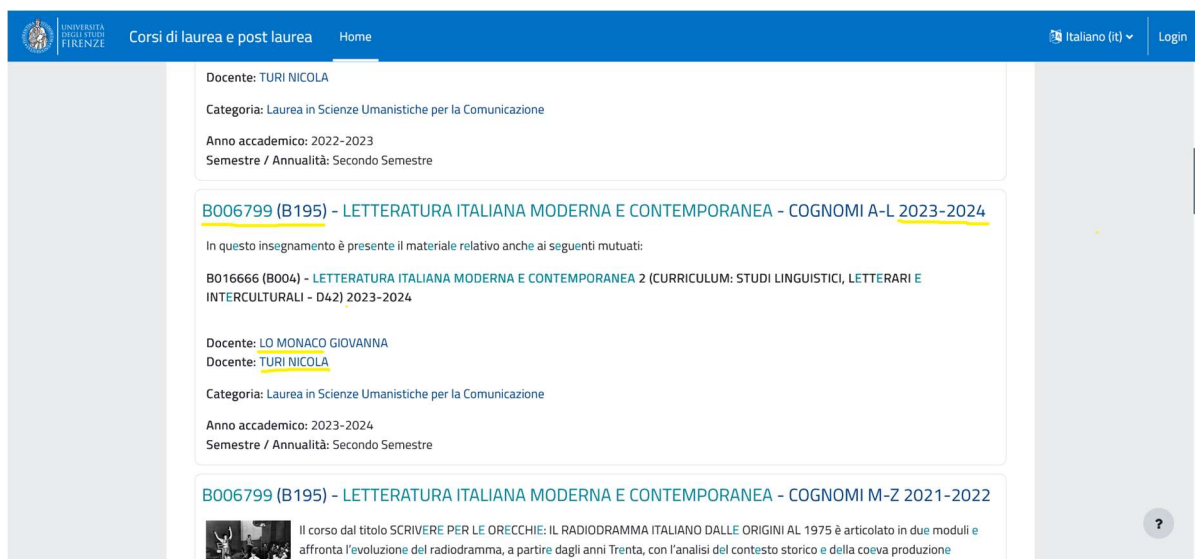 UNIVERSITÀ
DEGLI STUDI
FIRENZE
Corsi di laurea e post laurea
Home
Italiano (it)
Login
Docente: TURI NICOLA
Categoria: Laurea in Scienze Umanistiche per la Comunicazione
Anno accademico: 2022-2023
Semestre / Annualità: Secondo Semestre
B006799 (B195) - LETTERATURA ITALIANA MODERNA E CONTEMPORANEA - COGNOMI A-L 2023-2024
In questo insegnamento è presente il materiale relativo anche ai seguenti mutuati:
B016666 (B004) - LETTERATURA ITALIANA MODERNA E CONTEMPORANEA 2 (CURRICULUM: STUDI LINGUISTICI, LETTERARI E
INTERCULTURALI - D42) 2023-2024
Docente: LO MONACO GIOVANNA
Docente: TURI NICOLA
Categoria: Laurea in Scienze Umanistiche per la Comunicazione
Anno accademico: 2023-2024
Semestre / Annualità: Secondo Semestre
B006799 (B195) - LETTERATURA ITALIANA MODERNA E CONTEMPORANEA - COGNOMI M-Z 2021-2022
Il corso dal titolo SCRIVERE PER LE ORECCHIE: IL RADIODRAMMA ITALIANO DALLE ORIGINI AL 1975 è articolato in due moduli e
affronta l'evoluzione del radiodramma, a partire dagli anni Trenta, con l'analisi del contesto storico e della coeva produzione
?